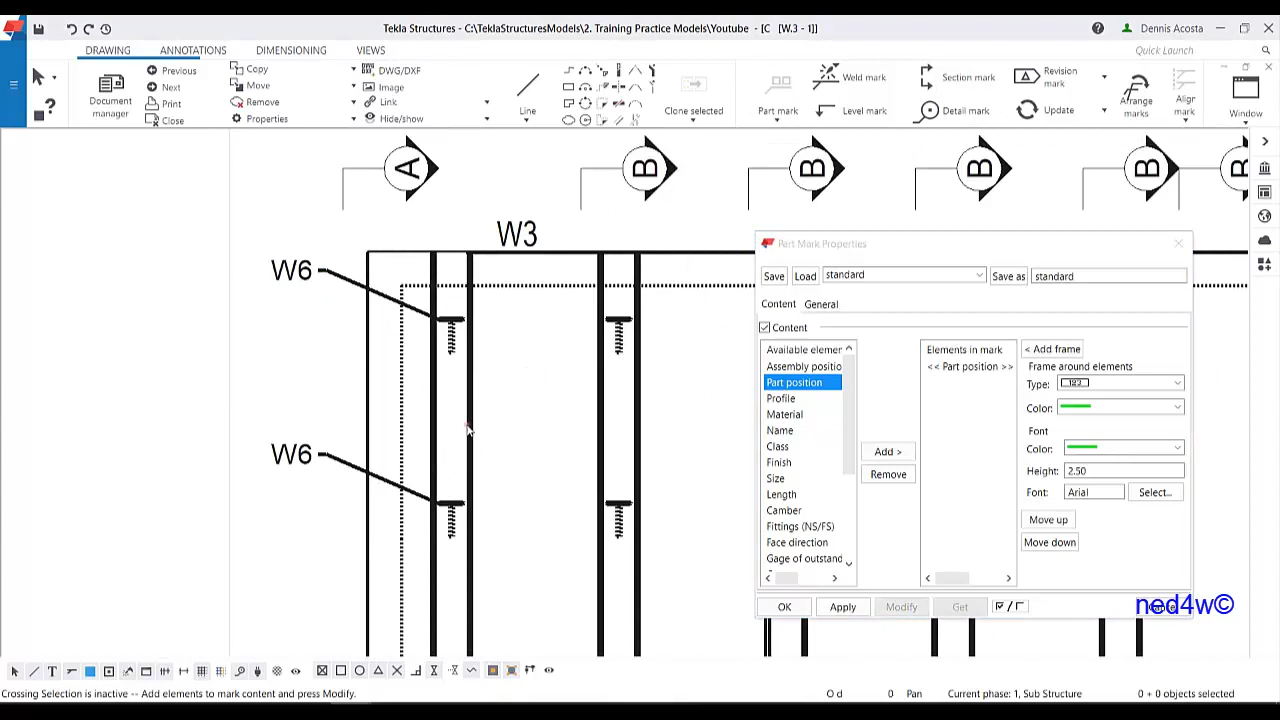 Tekla Structures - C:\TeklaStructuresModels\2. Training Practice Models\Youtube - [C [W.3 - 1]]
Dennis Acosta
DRAWING ANNOTATIONS DIMENSIONING VIEWS
Quick Launch
Document manager
Previous
Next
Print
Close
Copy
Move
Remove
Properties
DWG/DXF
Image
Link
Hide/show
Line
Clone selected
Part mark
Weld mark
Level mark
Section mark
Detail mark
Revision mark
Update
Arrange marks
Align mark
Window
A B B B B
W3
W6
W6
Part Mark Properties
Save Load standard Save as standard
Content General
Content
Available elemer
Assembly positio
Part position
Profile
Material
Name
Class
Finish
Size
Length
Camber
Fittings (NS/FS)
Face direction
Gage of outstand
Add >
Remove
Elements in mark
<< Part position >>
< Add frame
Frame around elements
Type: 123
Color:
Font
Color:
Height: 2.50
Font: Arial Select...
Move up
Move down
OK Apply Modify Get
ned4w©
Crossing Selection is inactive -- Add elements to mark content and press Modify.
O d 0 Pan Current phase: 1, Sub Structure 0 + 0 objects selected